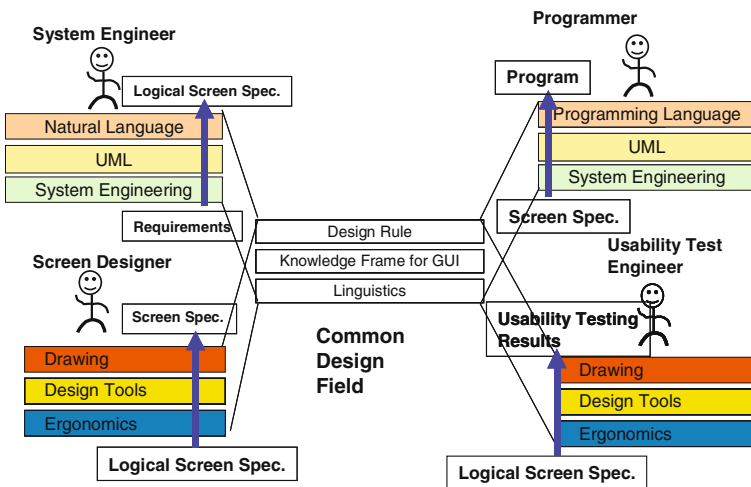 System Engineer
Logical Screen Spec.
Natural Language
UML
System Engineering
Requirements
Programmer
Program
Programming Language
UML
System Engineering
Screen Spec.
Design Rule
Knowledge Frame for GUI
Linguistics
Common
Design
Field
Screen Designer
Screen Spec.
Drawing
Design Tools
Ergonomics
Logical Screen Spec.
Usability Test
Engineer
Usability Testing
Results
Drawing
Design Tools
Ergonomics
Logical Screen Spec.